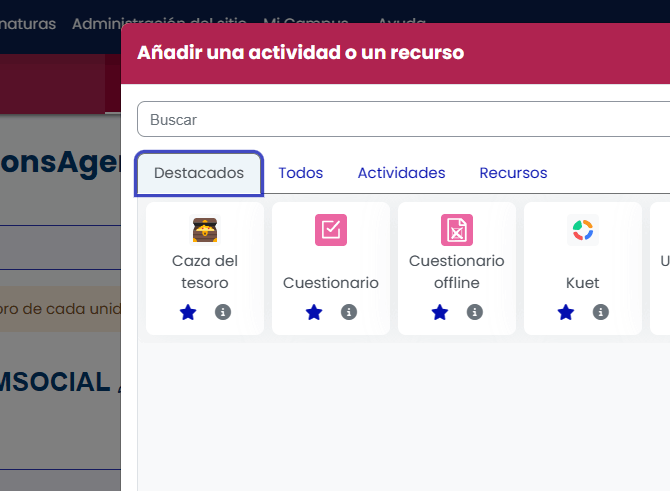 naturas Administración del sitio Mi Campus Ayuda
Añadir una actividad o un recurso
Buscar
onsAge
Destacados Todos Actividades Recursos
Caza del
tesoro
Cuestionario
Cuestionario
offline
Kuet
U
oro de cada unid
MSOCIAL